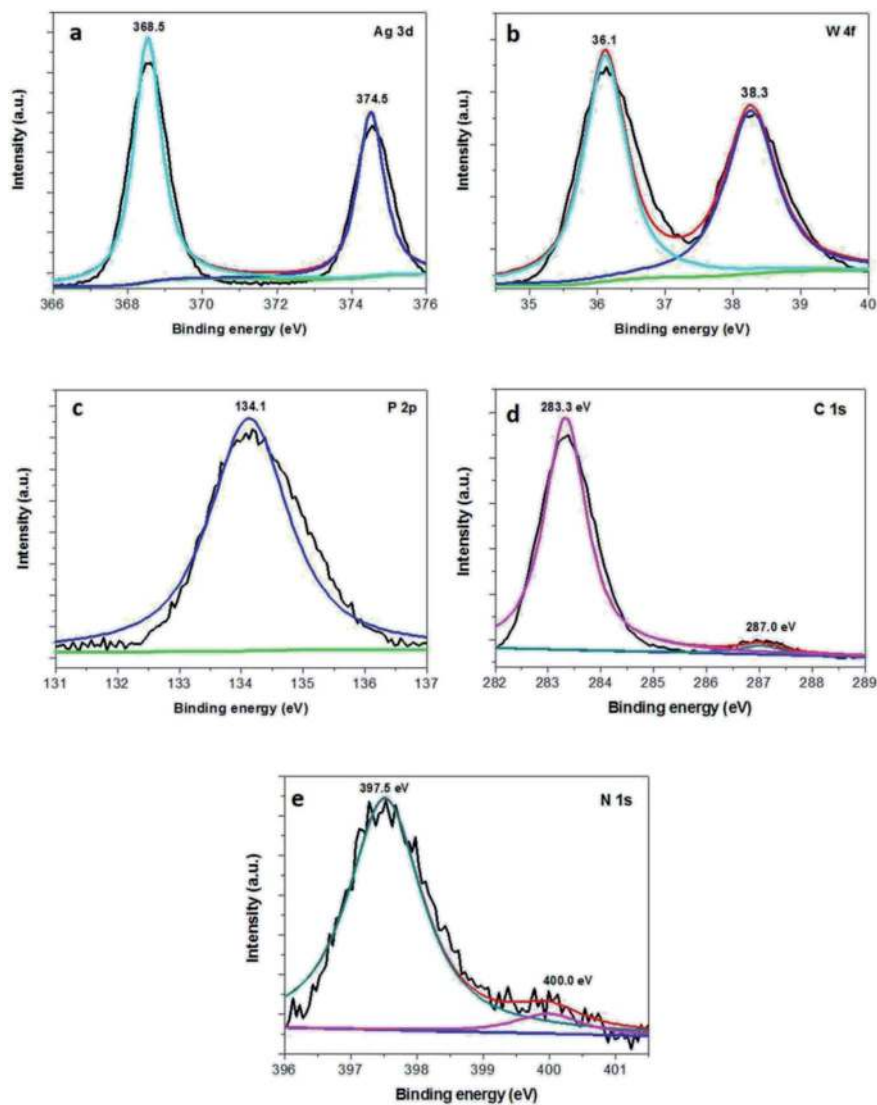 a
Ag 3d
368.5
374.5
Intensity (a.u.)
366 368 370 372 374 376
Binding energy (eV)
b
W 4f
36.1
38.3
Intensity (a.u.)
35 36 37 38 39 40
Binding energy (eV)
c
P 2p
134.1
Intensity (a.u.)
131 132 133 134 135 136 137
Binding energy (eV)
d
C 1s
283.3 eV
287.0 eV
Intensity (a.u.)
282 283 284 285 286 287 288 289
Binding energy (eV)
e
N 1s
397.5 eV
400.0 eV
Intensity (a.u.)
396 397 398 399 400 401
Binding energy (eV)